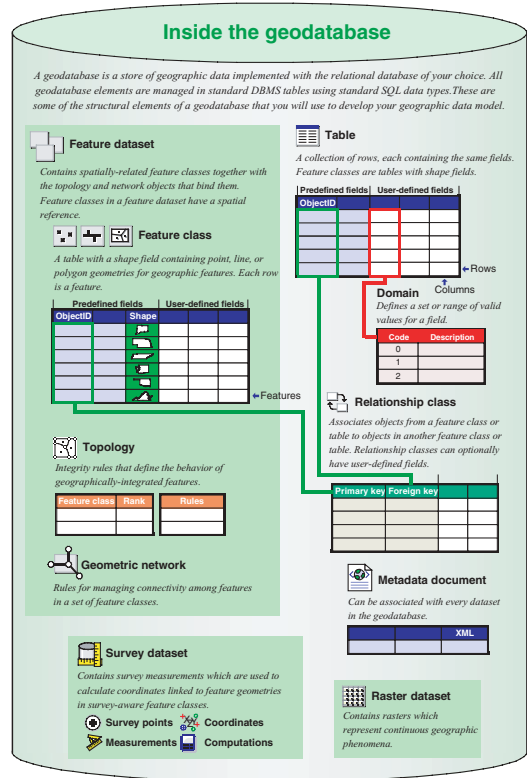 Inside the geodatabase
A geodatabase is a store of geographic data implemented with the relational database of your choice. All
geodatabase elements are managed in standard DBMS tables using standard SQL data types.These are
some of the structural elements of a geodatabase that you will use to develop your geographic data model.
Feature dataset
Contains spatially-related feature classes together with
the topology and network objects that bind them.
Feature classes in a feature dataset have a spatial
reference.
Feature class
A table with a shape field containing point, line, or
polygon geometries for geographic features. Each row
is a feature.
Predefined fields User-defined fields
ObjectID Shape
Features
Topology
Integrity rules that define the behavior of
geographically-integrated features.
Feature class Rank Rules
Geometric network
Rules for managing connectivity among features
in a set of feature classes.
Survey dataset
Contains survey measurements which are used to
calculate coordinates linked to feature geometries
in survey-aware feature classes.
Survey points Coordinates
Measurements Computations
Table
A collection of rows, each containing the same fields.
Feature classes are tables with shape fields.
Predefined fields User-defined fields
ObjectID
Rows
Columns
Domain
Defines a set or range of valid
values for a field.
Code Description
0
1
2
Relationship class
Associates objects from a feature class or
table to objects in another feature class or
table. Relationship classes can optionally
have user-defined fields.
Primary key Foreign key
Metadata document
Can be associated with every dataset
in the geodatabase.
XML
Raster dataset
Contains rasters which
represent continuous geographic
phenomena.